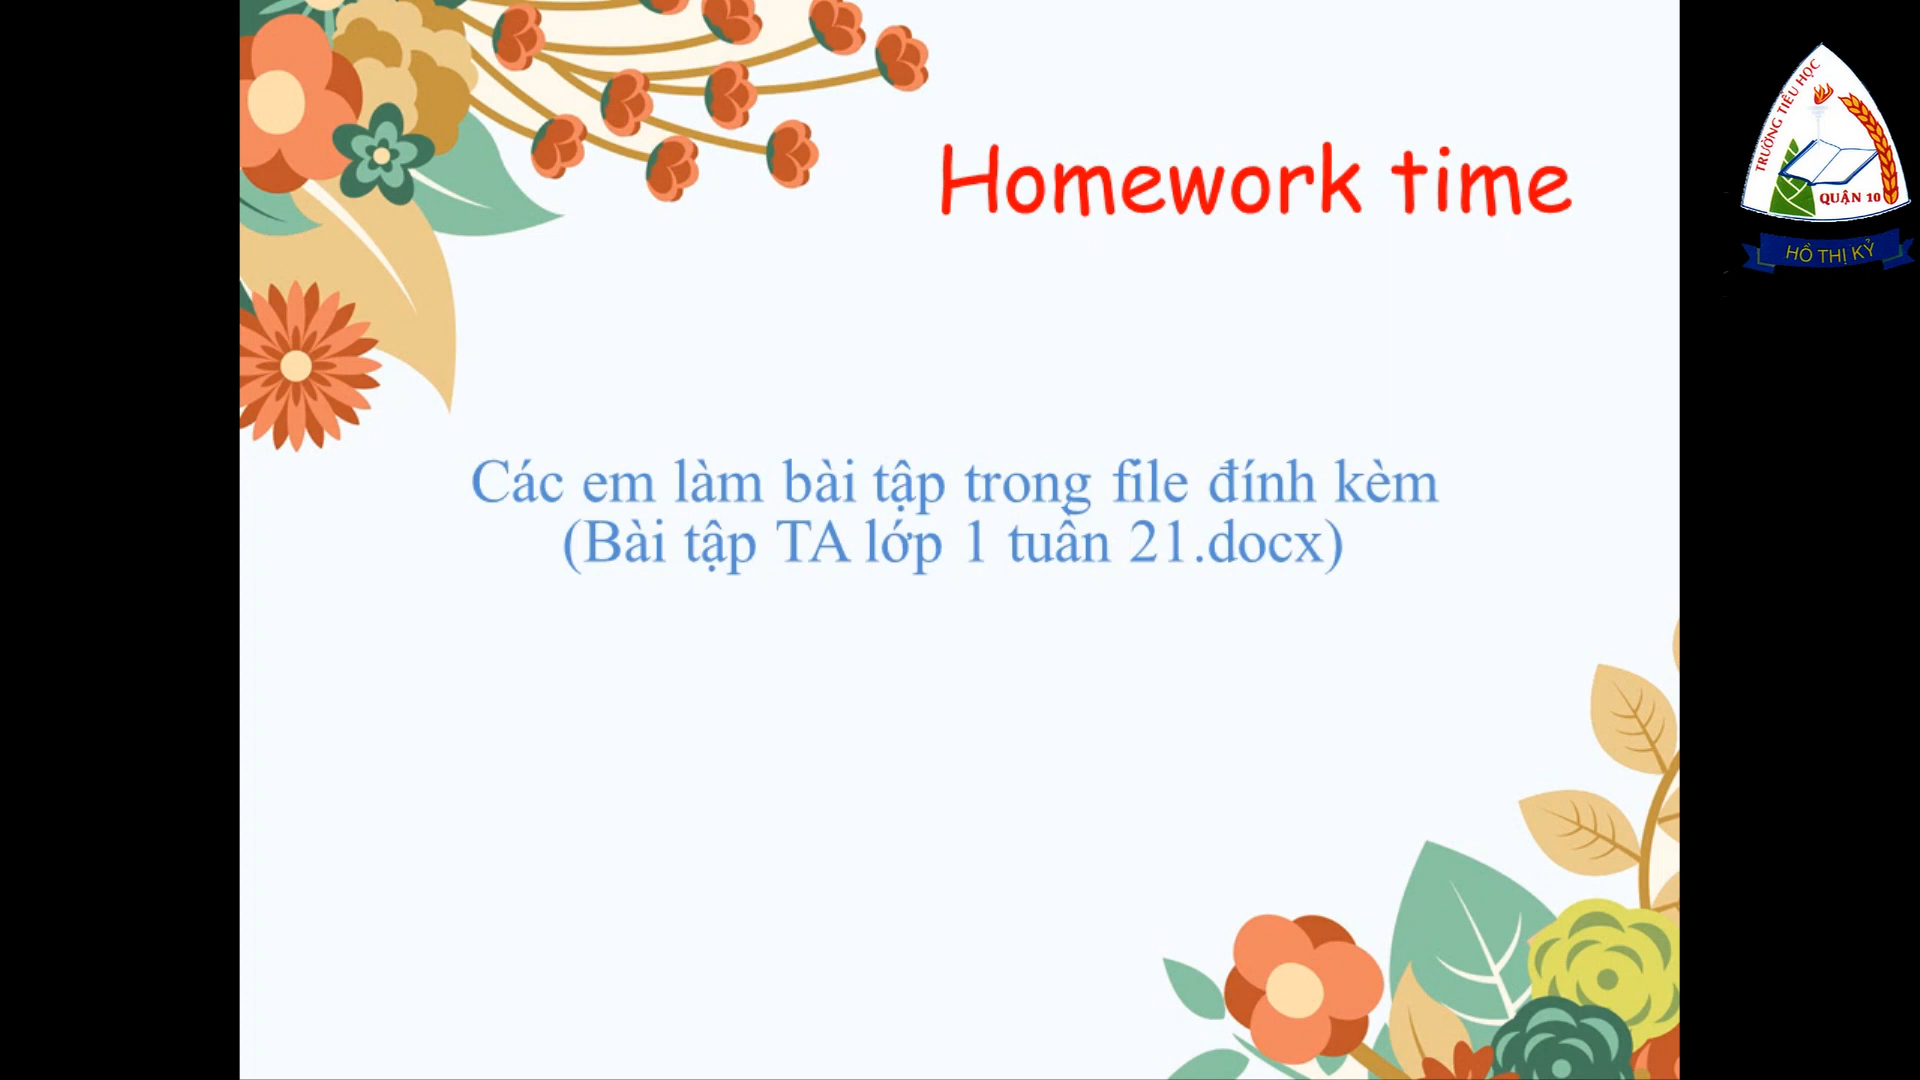 Homework time
Các em làm bài tập trong file đính kèm
(Bài tập TA lớp 1 tuần 21.docx)
TRƯỜNG TIỂU HỌC
QUẬN 10
HỒ THỊ KỶ